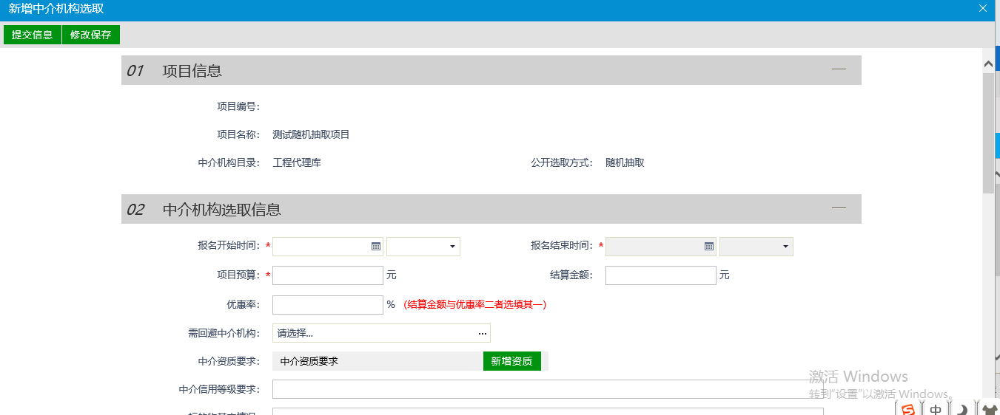 新增中介机构选取
提交信息 修改保存
01 项目信息
项目编号:
项目名称: 测试随机抽取项目
中介机构目录: 工程代理库 公开选取方式: 随机抽取
02 中介机构选取信息
报名开始时间: * 报名结束时间: *
项目预算: * 元 结算金额: 元
优惠率: % (结算金额与优惠率二者选填其一)
需回避中介机构: 请选择... ...
中介资质要求: 中介资质要求 新增资质
中介信用等级要求:
激活 Windows
转到"设置"以激活 Windows。
中